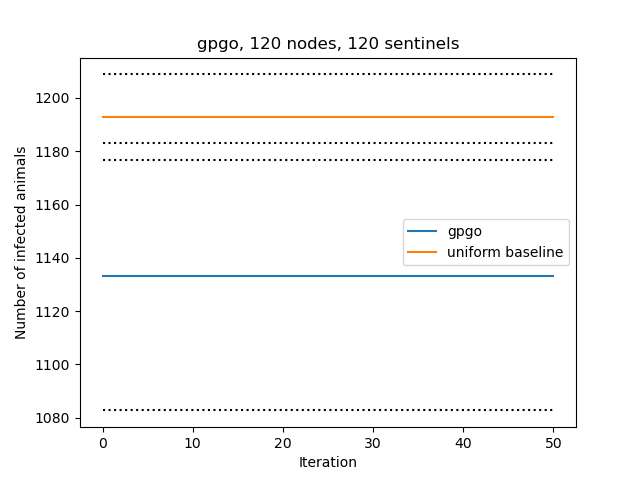 gpgo, 120 nodes, 120 sentinels
Number of infected animals
1200
1180
1160
1140
1120
1100
1080
gpgo
uniform baseline
0 10 20 30 40 50
Iteration